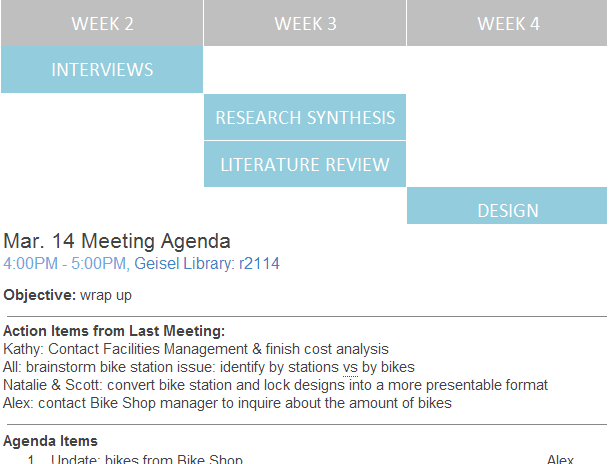 WEEK 2 WEEK 3 WEEK 4
INTERVIEWS
RESEARCH SYNTHESIS
LITERATURE REVIEW
DESIGN
Mar. 14 Meeting Agenda
4:00PM - 5:00PM, Geisel Library: r2114
Objective: wrap up
Action Items from Last Meeting:
Kathy: Contact Facilities Management & finish cost analysis
All: brainstorm bike station issue: identify by stations vs by bikes
Natalie & Scott: convert bike station and lock designs into a more presentable format
Alex: contact Bike Shop manager to inquire about the amount of bikes
Agenda Items
1. Update: bikes from Bike Shop Alex